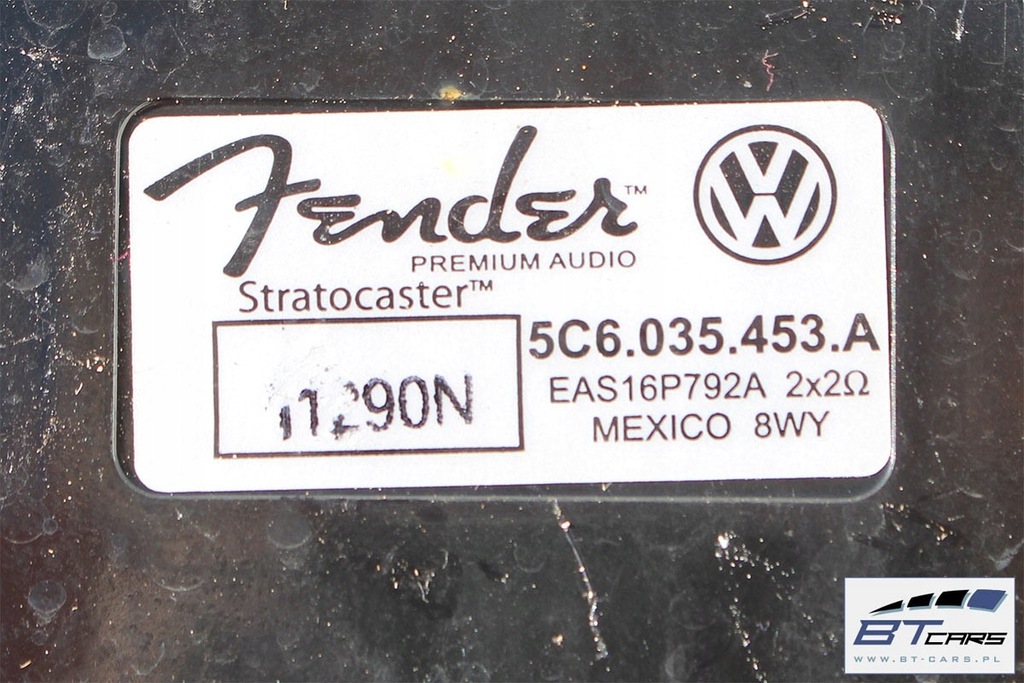 Fender™
PREMIUM AUDIO
Stratocaster™
5C6.035.453.A
EAS16P792A 2x2Ω
MEXICO 8WY
BT CARS
WWW.BT-CARS.PL